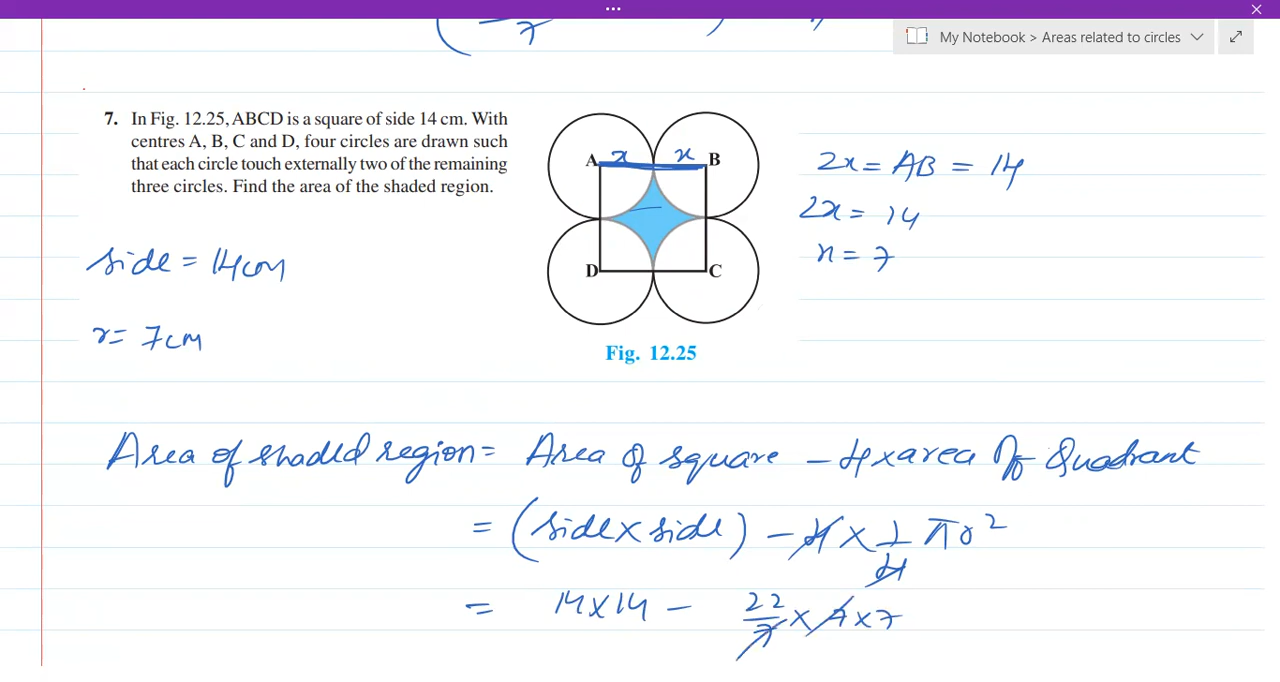 My Notebook > Areas related to circles
7
7. In Fig. 12.25, ABCD is a square of side 14 cm. With
centres A, B, C and D, four circles are drawn such
that each circle touch externally two of the remaining
three circles. Find the area of the shaded region.
A x x B
D C
Fig. 12.25
2x = AB = 14
2x = 14
x = 7
side = 14cm
r = 7cm
Area of shaded region = Area of square - 4 x area Of Quadrant
= (side x side) - 4 x 1/4 πr²
= 14 x 14 - 22/7 x 7 x 7